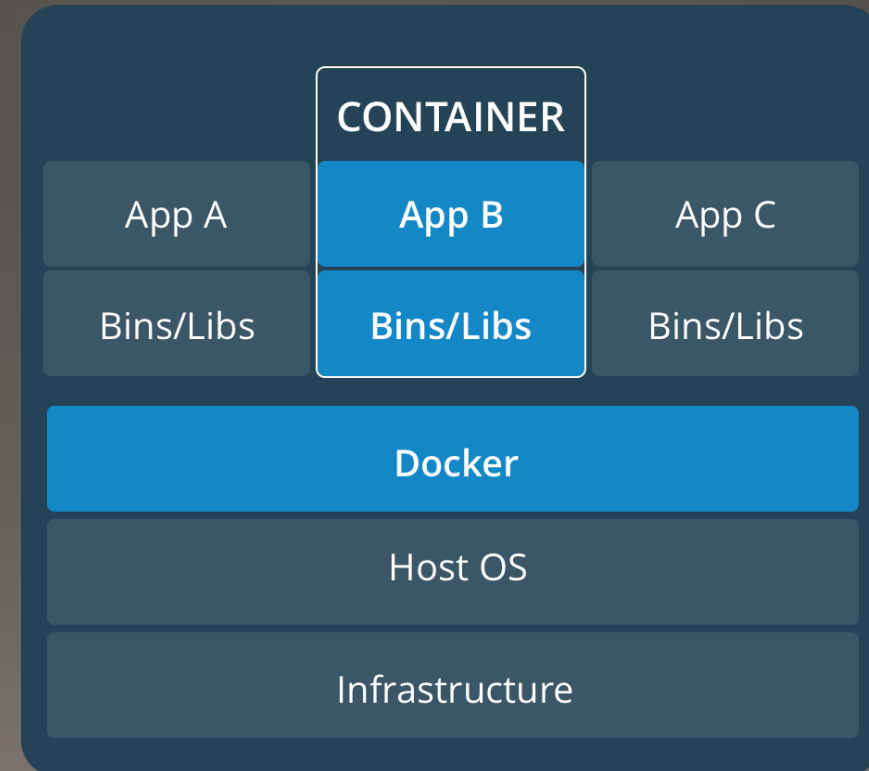 CONTAINER
App A
App B
App C
Bins/Libs
Bins/Libs
Bins/Libs
Docker
Host OS
Infrastructure